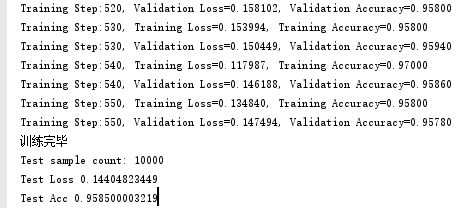 Training Step:520, Validation Loss=0.158102, Validation Accuracy=0.95800
Training Step:530, Training Loss=0.153994, Training Accuracy=0.95800
Training Step:530, Validation Loss=0.150449, Validation Accuracy=0.95940
Training Step:540, Training Loss=0.117987, Training Accuracy=0.97000
Training Step:540, Validation Loss=0.146188, Validation Accuracy=0.95860
Training Step:550, Training Loss=0.134840, Training Accuracy=0.95800
Training Step:550, Validation Loss=0.147494, Validation Accuracy=0.95780
训练完毕
Test sample count: 10000
Test Loss 0.14404823449
Test Acc 0.958500003219